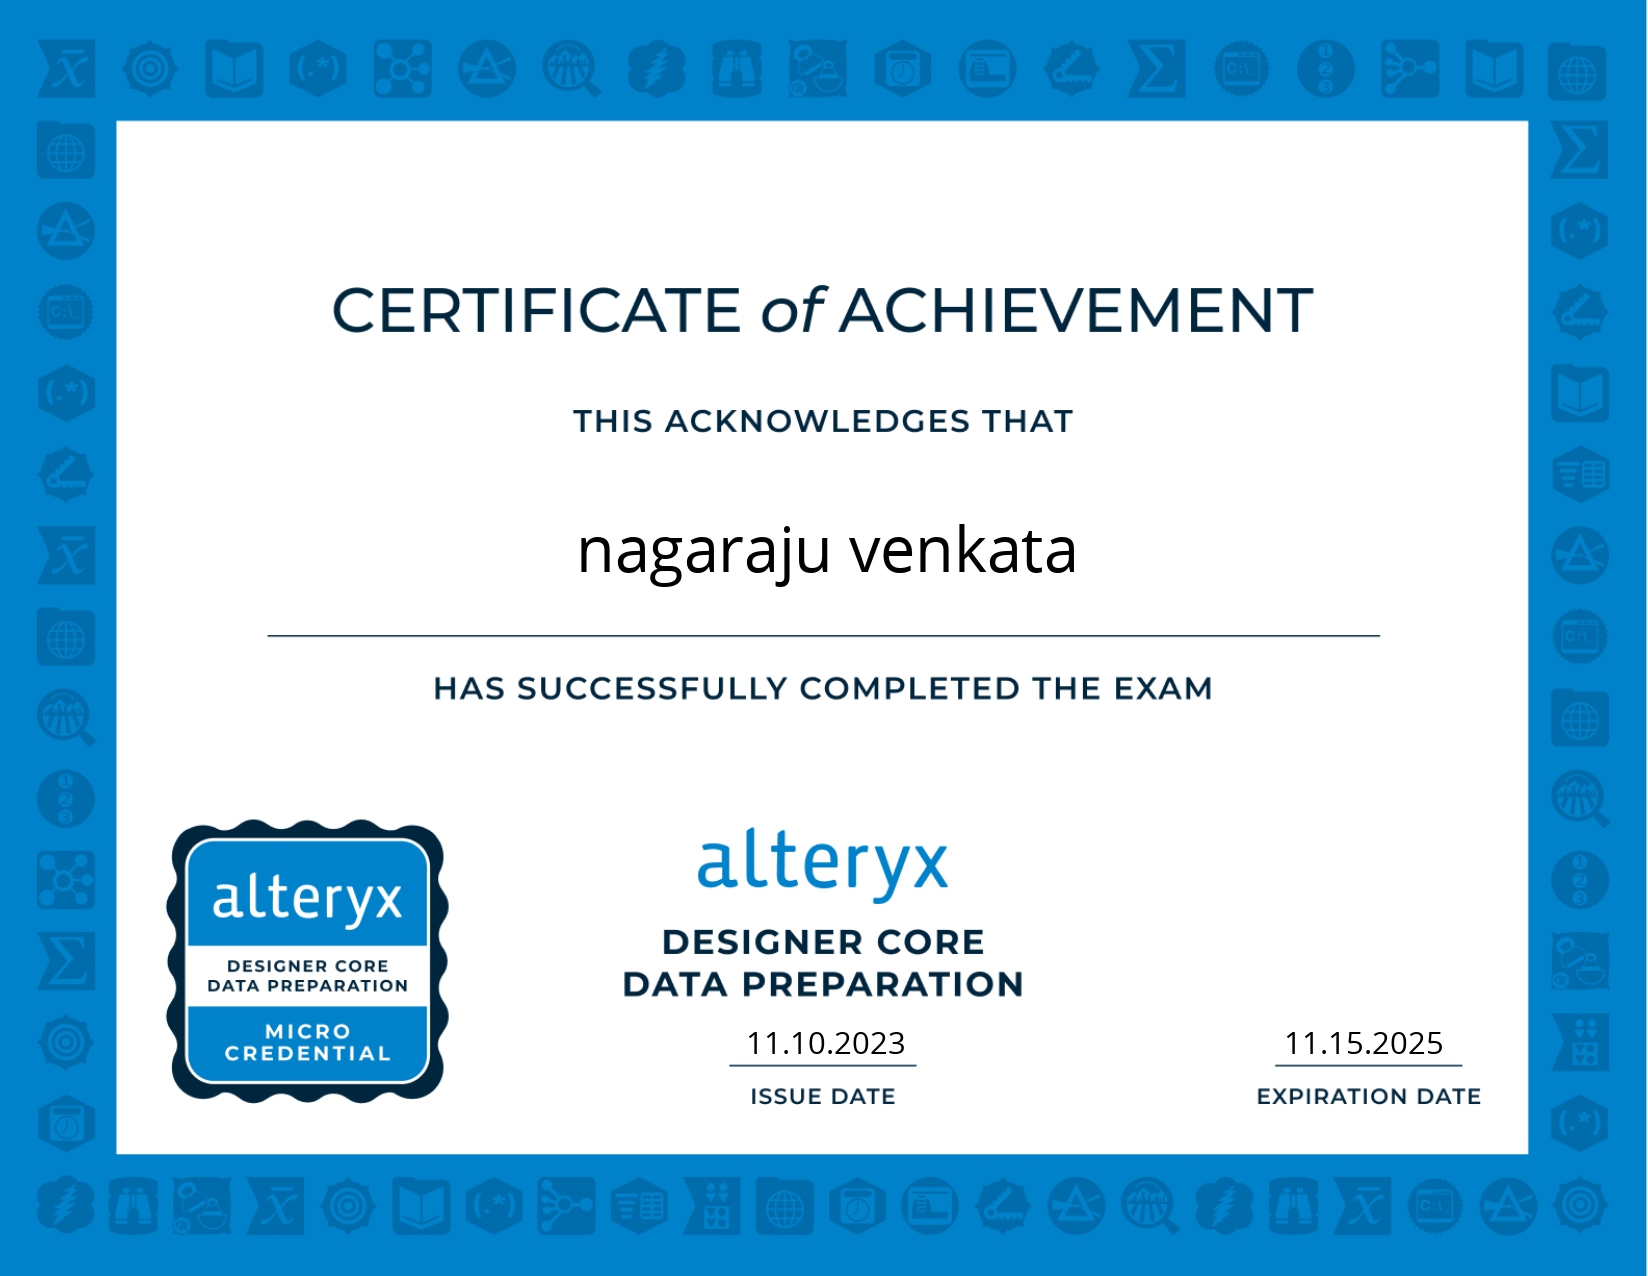 CERTIFICATE of ACHIEVEMENT
THIS ACKNOWLEDGES THAT
nagaraju venkata
HAS SUCCESSFULLY COMPLETED THE EXAM
alteryx
DESIGNER CORE
DATA PREPARATION
MICRO
CREDENTIAL
alteryx
DESIGNER CORE
DATA PREPARATION
11.10.2023
ISSUE DATE
11.15.2025
EXPIRATION DATE